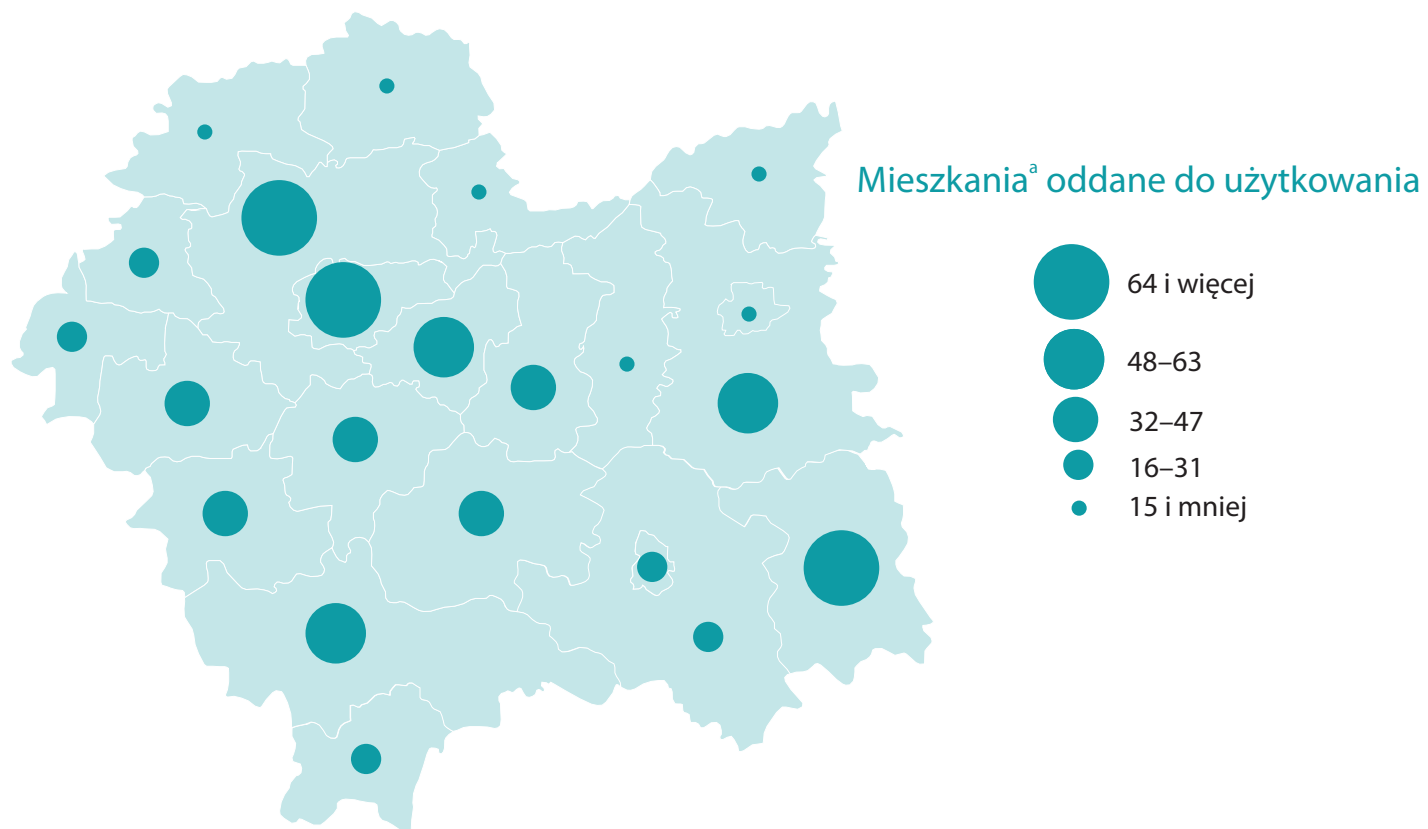 Mieszkaniaᵃ oddane do użytkowania
64 i więcej
48–63
32–47
16–31
15 i mniej